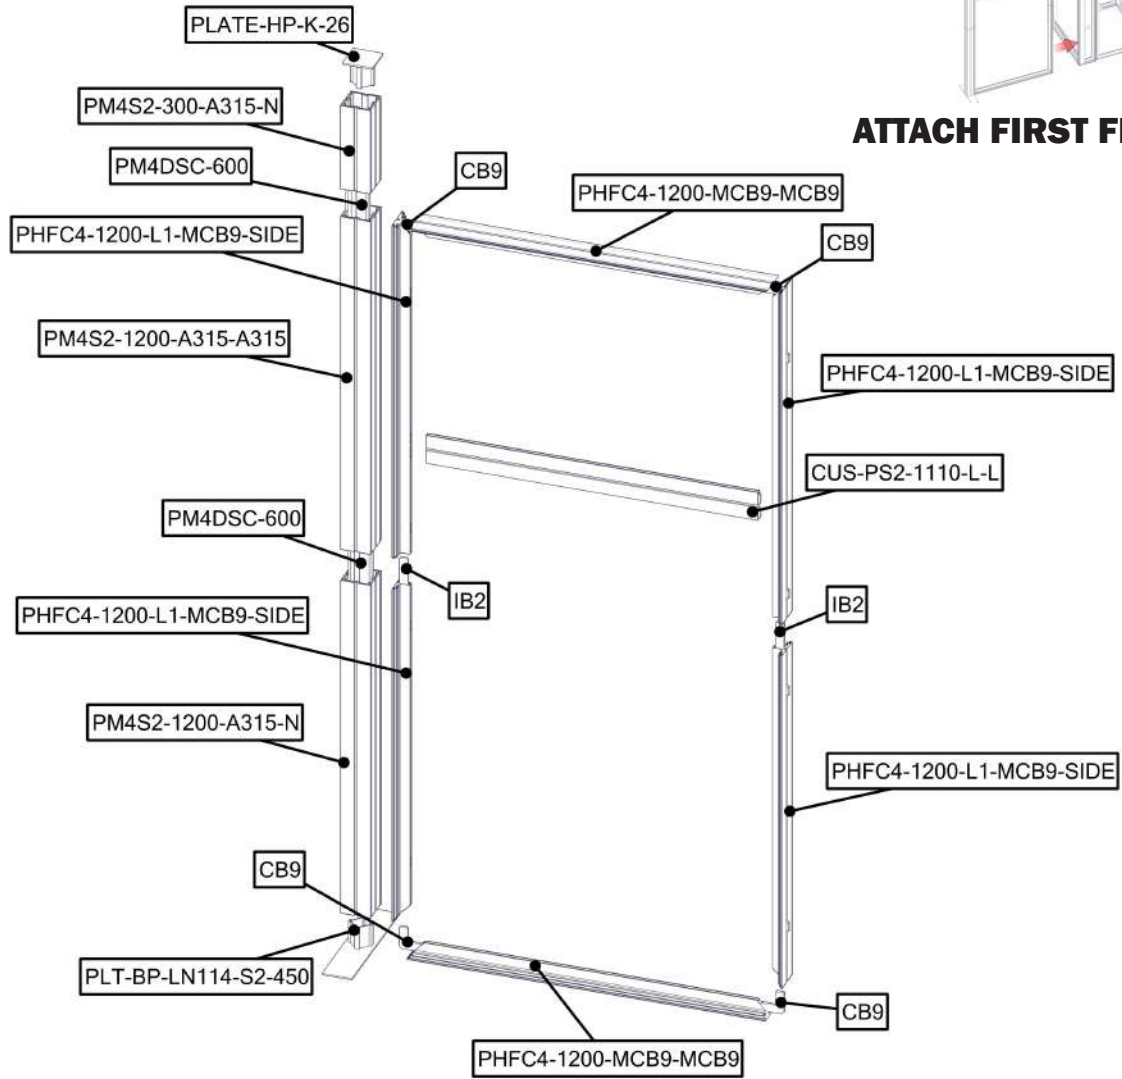 PLATE-HP-K-26
PM4S2-300-A315-N
ATTACH FIRST
PM4DSC-600
CB9
PHFC4-1200-MCB9-MCB9
PHFC4-1200-L1-MCB9-SIDE
CB9
PM4S2-1200-A315-A315
PHFC4-1200-L1-MCB9-SIDE
CUS-PS2-1110-L-L
PM4DSC-600
IB2
IB2
PHFC4-1200-L1-MCB9-SIDE
PM4S2-1200-A315-N
PHFC4-1200-L1-MCB9-SIDE
CB9
PLT-BP-LN114-S2-450
CB9
PHFC4-1200-MCB9-MCB9